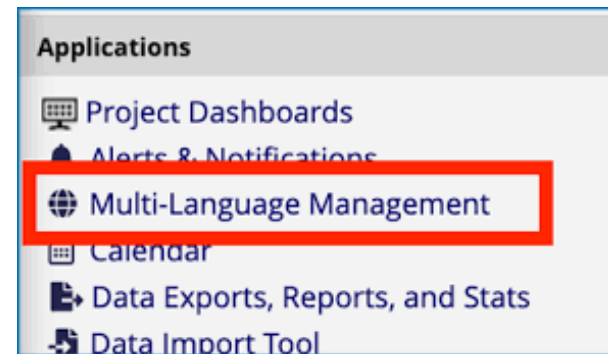 Applications
Project Dashboards
Alerts & Notifications
Multi-Language Management
Calendar
Data Exports, Reports, and Stats
Data Import Tool